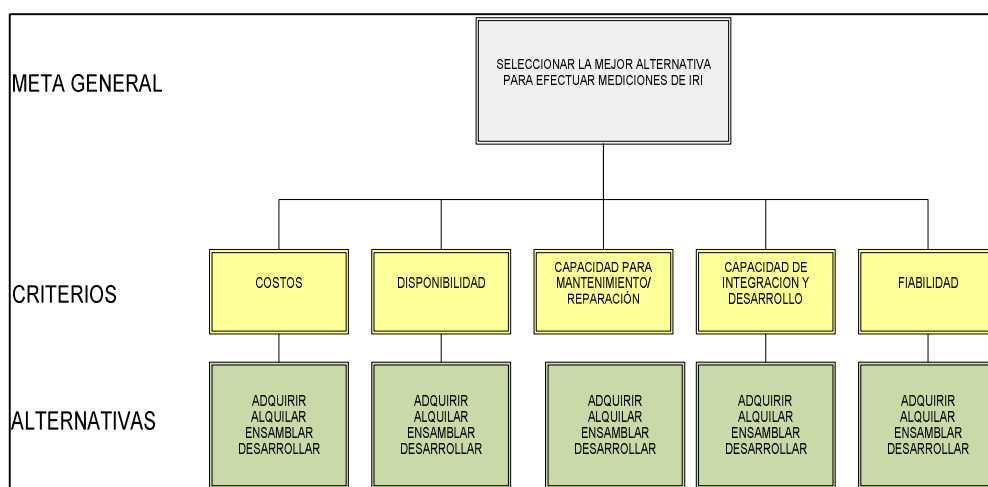 META GENERAL
SELECCIONAR LA MEJOR ALTERNATIVA
PARA EFECTUAR MEDICIONES DE IRI
CRITERIOS
COSTOS
DISPONIBILIDAD
CAPACIDAD PARA
MANTENIMIENTO/
REPARACIÓN
CAPACIDAD DE
INTEGRACION Y
DESARROLLO
FIABILIDAD
ALTERNATIVAS
ADQUIRIR
ALQUILAR
ENSAMBLAR
DESARROLLAR
ADQUIRIR
ALQUILAR
ENSAMBLAR
DESARROLLAR
ADQUIRIR
ALQUILAR
ENSAMBLAR
DESARROLLAR
ADQUIRIR
ALQUILAR
ENSAMBLAR
DESARROLLAR
ADQUIRIR
ALQUILAR
ENSAMBLAR
DESARROLLAR